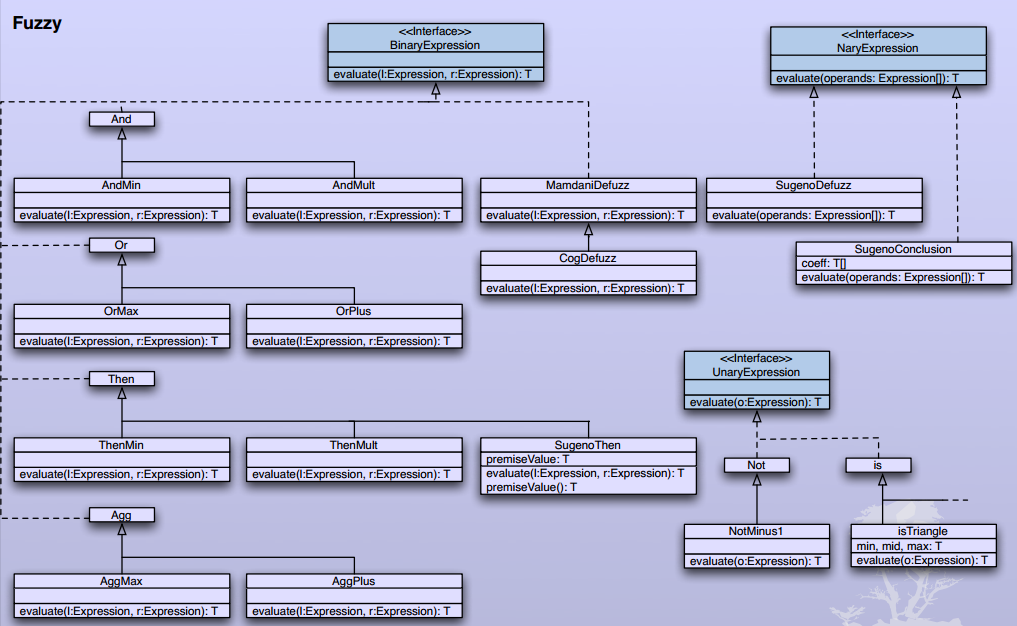 Fuzzy
<<Interface>>
BinaryExpression
evaluate(l:Expression, r:Expression): T
<<Interface>>
NaryExpression
evaluate(operands: Expression[]): T
And
AndMin
evaluate(l:Expression, r:Expression): T
AndMult
evaluate(l:Expression, r:Expression): T
MamdaniDefuzz
evaluate(l:Expression, r:Expression): T
SugenoDefuzz
evaluate(operands: Expression[]): T
Or
CogDefuzz
evaluate(l:Expression, r:Expression): T
SugenoConclusion
coeff: T[]
evaluate(operands: Expression[]): T
OrMax
evaluate(l:Expression, r:Expression): T
OrPlus
evaluate(l:Expression, r:Expression): T
<<Interface>>
UnaryExpression
evaluate(o:Expression): T
Then
ThenMin
evaluate(l:Expression, r:Expression): T
ThenMult
evaluate(l:Expression, r:Expression): T
SugenoThen
premiseValue: T
evaluate(l:Expression, r:Expression): T
premiseValue(): T
Not
is
Agg
NotMinus1
evaluate(o:Expression): T
isTriangle
min, mid, max: T
evaluate(o:Expression): T
AggMax
evaluate(l:Expression, r:Expression): T
AggPlus
evaluate(l:Expression, r:Expression): T